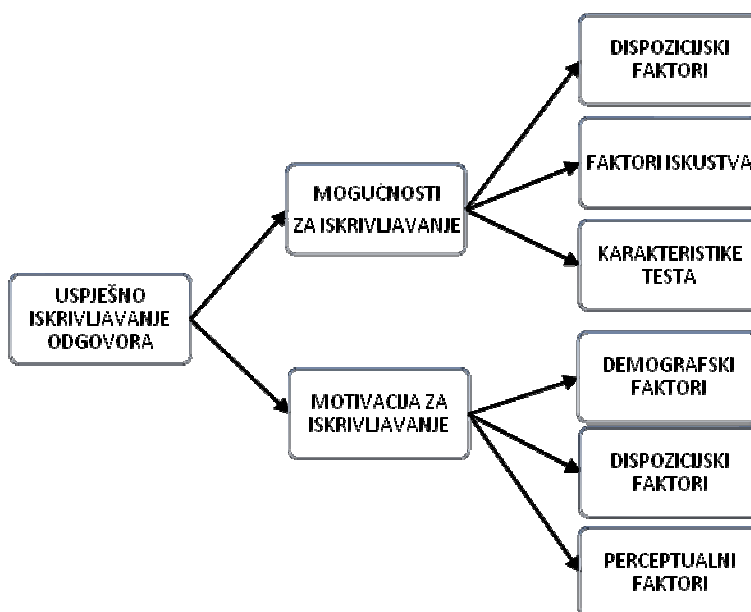 USPJEŠNO
ISKRIVLJAVANJE
ODGOVORA
MOGUĆNOSTI
ZA ISKRIVLJAVANJE
MOTIVACIJA ZA
ISKRIVLJAVANJE
DISPOZICIJSKI
FAKTORI
FAKTORI ISKUSTVA
KARAKTERISTIKE
TESTA
DEMOGRAFSKI
FAKTORI
DISPOZICIJSKI
FAKTORI
PERCEPTUALNI
FAKTORI